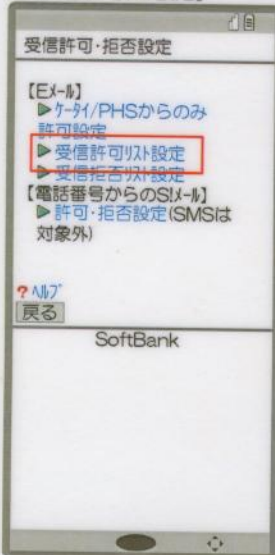 受信許可・拒否設定
【Eメール】
▶ケータイ/PHSからのみ
許可設定
▶受信許可リスト設定
▶受信拒否リスト設定
【電話番号からのS!メール】
▶許可・拒否設定(SMSは
対象外)
?ヘルプ
戻る
SoftBank